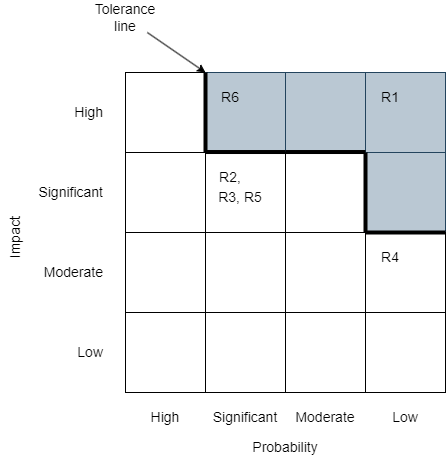 Tolerance
line
R6
R1
High
R2,
R3, R5
Significant
Impact
R4
Moderate
Low
High
Significant
Moderate
Low
Probability